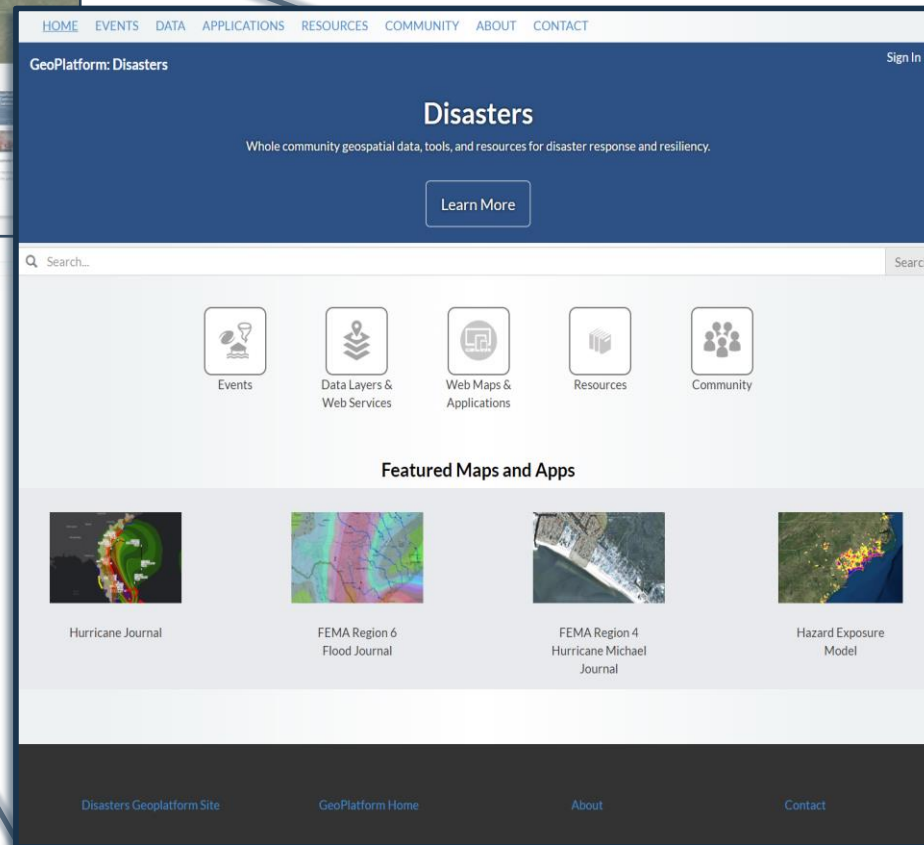 HOME EVENTS DATA APPLICATIONS RESOURCES COMMUNITY ABOUT CONTACT
GeoPlatform: Disasters
Sign In
Disasters
Whole community geospatial data, tools, and resources for disaster response and resiliency.
Learn More
Search...
Events
Data Layers &
Web Services
Web Maps &
Applications
Resources
Community
Featured Maps and Apps
Hurricane Journal
FEMA Region 6
Flood Journal
FEMA Region 4
Hurricane Michael
Journal
Hazard Exposure
Model
Disasters Geoplatform Site
GeoPlatform Home
About
Contact